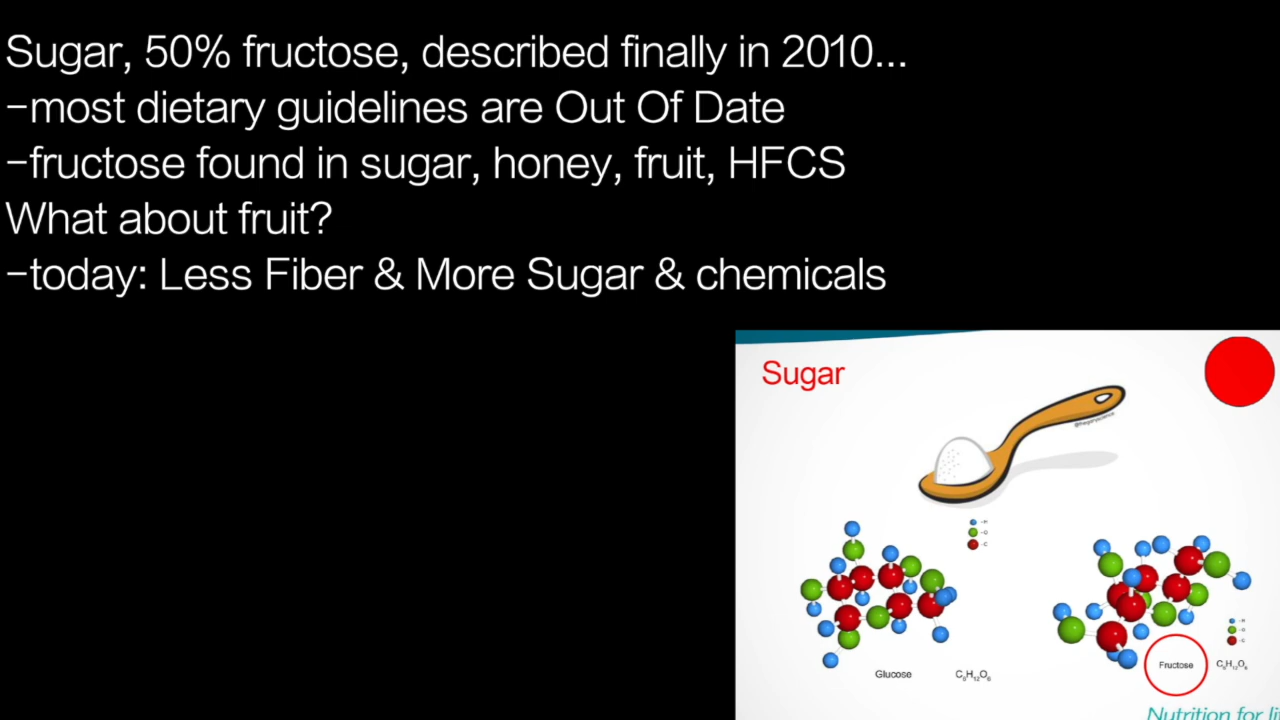 Sugar, 50% fructose, described finally in 2010...
-most dietary guidelines are Out Of Date
-fructose found in sugar, honey, fruit, HFCS
What about fruit?
-today: Less Fiber & More Sugar & chemicals
Sugar
Glucose C₆H₁₂O₆
Fructose C₆H₁₂O₆
Nutrition for li